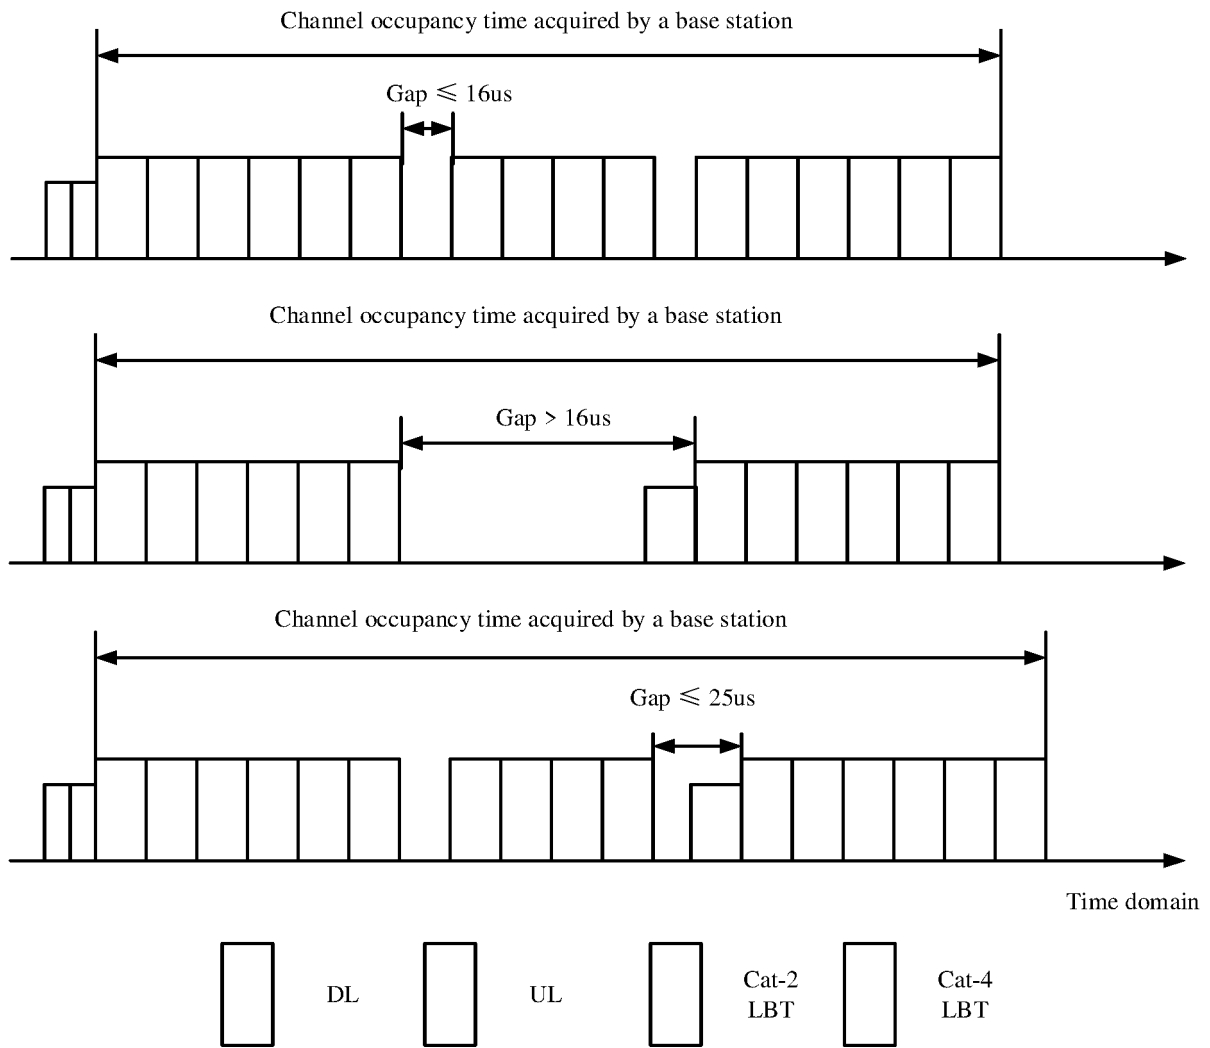 Channel occupancy time acquired by a base station
Gap ⩽ 16us
Channel occupancy time acquired by a base station
Gap > 16us
Channel occupancy time acquired by a base station
Gap ⩽ 25us
Time domain
DL
UL
Cat-2
LBT
Cat-4
LBT